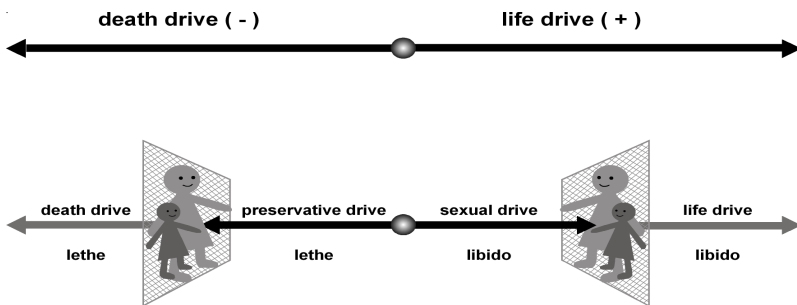 death drive ( - ) life drive ( + )
death drive preservative drive sexual drive life drive
lethe lethe libido libido